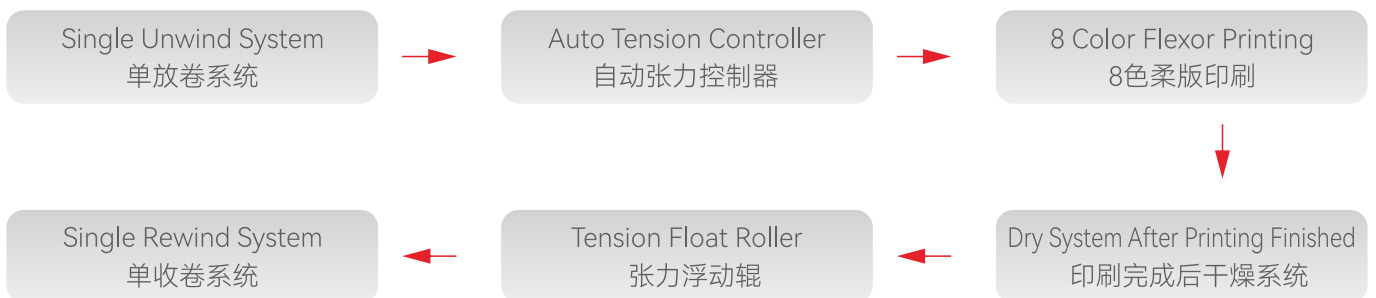 Single Unwind System
单放卷系统
Auto Tension Controller
自动张力控制器
8 Color Flexor Printing
8色柔版印刷
Dry System After Printing Finished
印刷完成后干燥系统
Tension Float Roller
张力浮动辊
Single Rewind System
单收卷系统